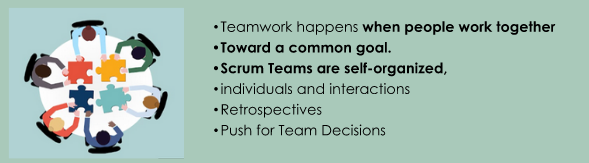 •Teamwork happens when people work together
•Toward a common goal.
•Scrum Teams are self-organized,
•individuals and interactions
•Retrospectives
•Push for Team Decisions